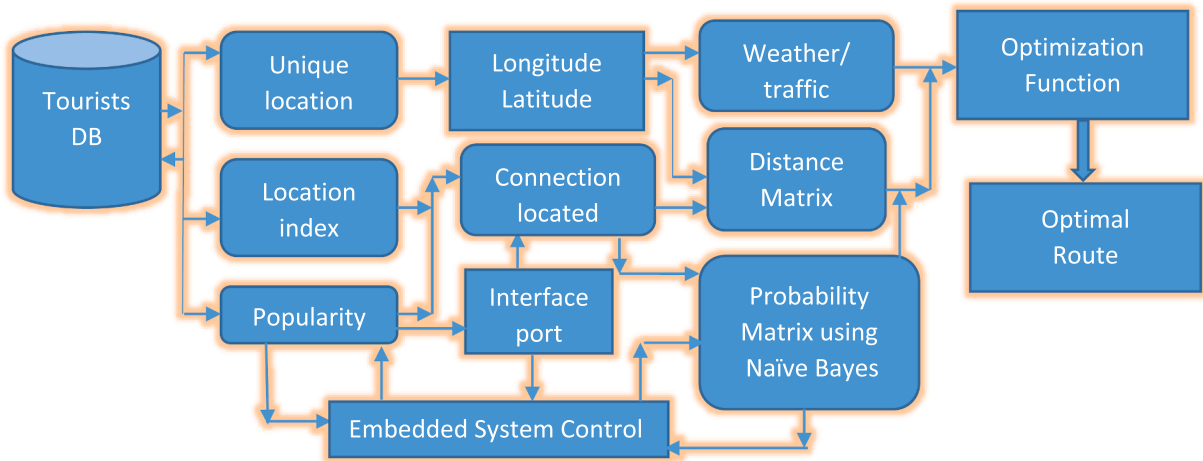 Tourists
DB
Unique
location
Longitude
Latitude
Weather/
traffic
Optimization
Function
Location
index
Connection
located
Distance
Matrix
Optimal
Route
Popularity
Interface
port
Probability
Matrix using
Naïve Bayes
Embedded System Control